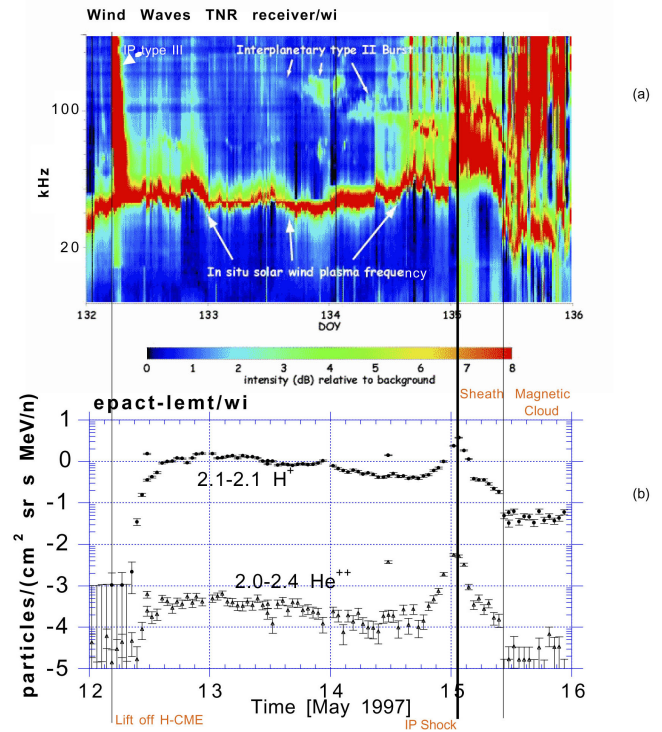 Wind Waves TNR receiver/wi
IP type III
Interplanetary type II Burst
(a)
100
kHz
20
In situ solar wind plasma frequency
132 133 134 135 136
DOY
0 1 2 3 4 5 6 7 8
intensity (dB) relative to background
epact-lemt/wi
Sheath
Magnetic
Cloud
1
0
-1
-2
-3
-4
-5
2.1-2.1 H+
(b)
2.0-2.4 He++
particles/(cm2 sr s MeV/n)
12 13 14 15 16
Time [May 1997]
Lift off H-CME
IP Shock